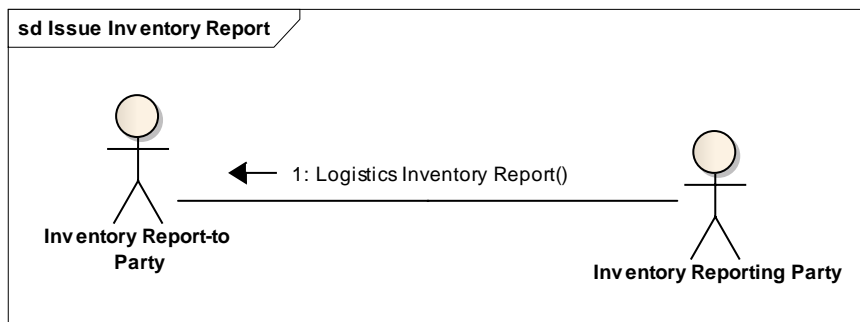 sd Issue Inventory Report
1: Logistics Inventory Report()
Inventory Report-to
Party
Inventory Reporting Party